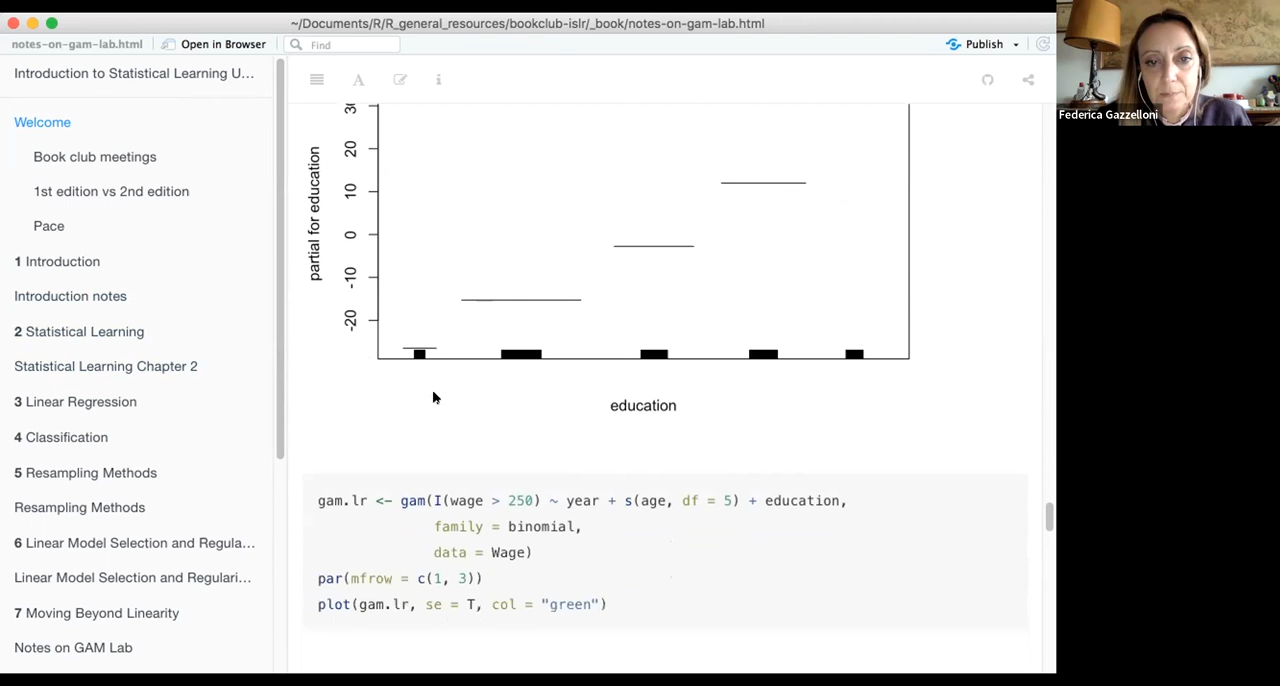 ~/Documents/R/R_general_resources/bookclub-islr/_book/notes-on-gam-lab.html
notes-on-gam-lab.html
Open in Browser
Find
Publish
Introduction to Statistical Learning U...
Welcome
Book club meetings
1st edition vs 2nd edition
Pace
1 Introduction
Introduction notes
2 Statistical Learning
Statistical Learning Chapter 2
3 Linear Regression
4 Classification
5 Resampling Methods
Resampling Methods
6 Linear Model Selection and Regula...
Linear Model Selection and Regulari...
7 Moving Beyond Linearity
Notes on GAM Lab
A
i
partial for education
20
10
0
-10
-20
education
gam.lr <- gam(I(wage > 250) ~ year + s(age, df = 5) + education,
family = binomial,
data = Wage)
par(mfrow = c(1, 3))
plot(gam.lr, se = T, col = "green")
Federica Gazzelloni